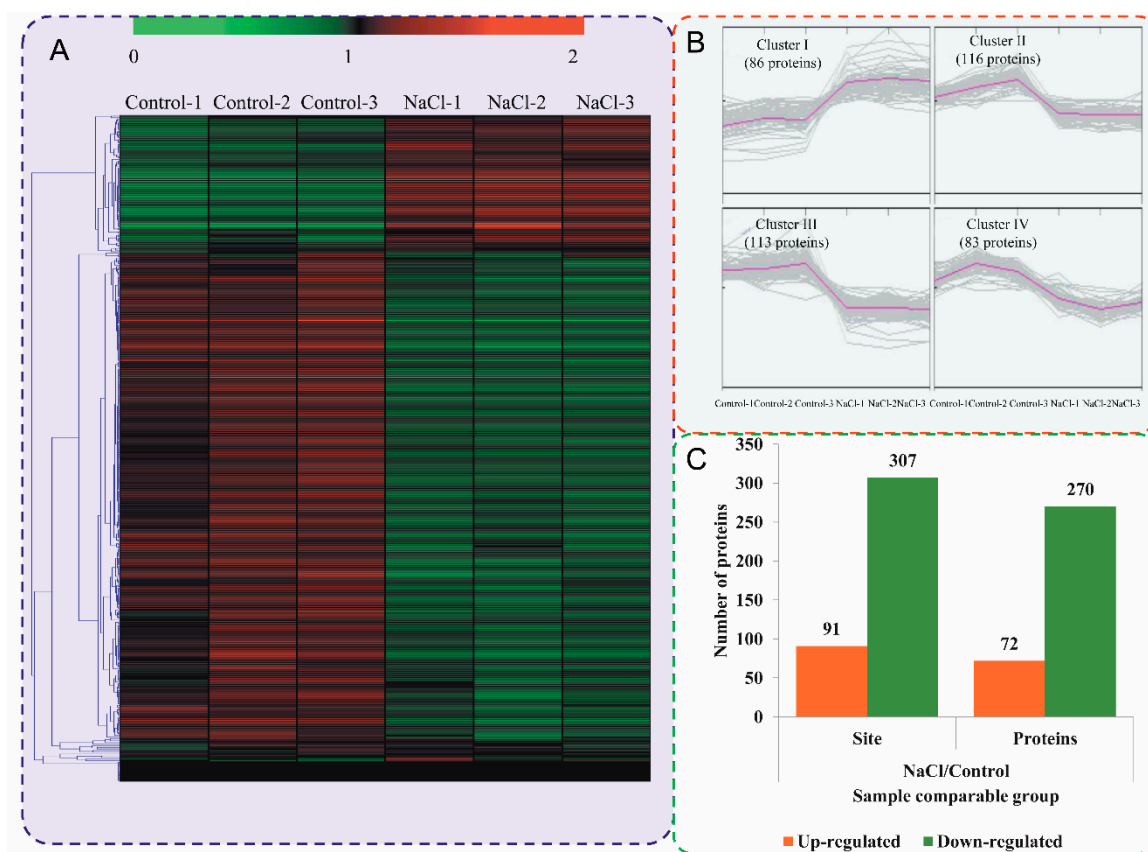 A
0 1 2
Control-1 Control-2 Control-3 NaCl-1 NaCl-2 NaCl-3
B
Cluster I
(86 proteins)
Cluster II
(116 proteins)
Cluster III
(113 proteins)
Cluster IV
(83 proteins)
Control-1Control-2 Control-3 NaCl-1 NaCl-2NaCl-3 Control-1Control-2 Control-3 NaCl-1 NaCl-2NaCl-3
C
Number of proteins
350
300
250
200
150
100
50
0
91
307
72
270
Site Proteins
NaCl/Control
Sample comparable group
Up-regulated Down-regulated